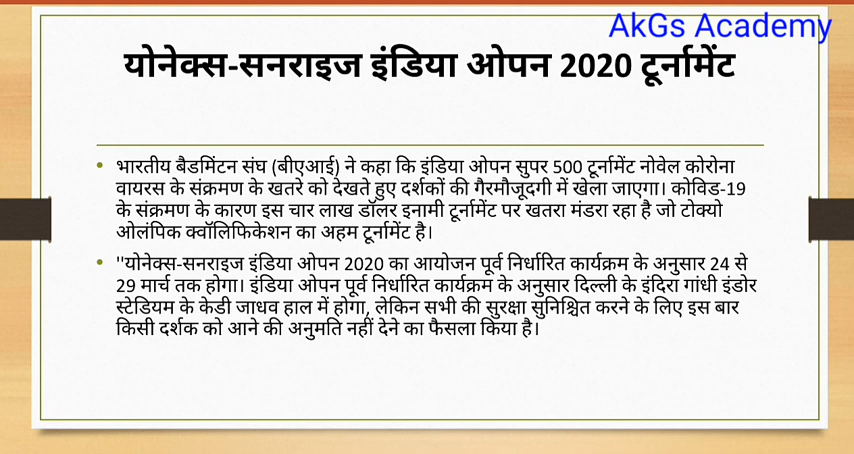 AkGs Academy
योनेक्स-सनराइज इंडिया ओपन 2020 टूर्नामेंट
• भारतीय बैडमिंटन संघ (बीएआई) ने कहा कि इंडिया ओपन सुपर 500 टूर्नामेंट नोवेल कोरोना
वायरस के संक्रमण के खतरे को देखते हुए दर्शकों की गैरमौजूदगी में खेला जाएगा। कोविड-19
के संक्रमण के कारण इस चार लाख डॉलर इनामी टूर्नामेंट पर खतरा मंडरा रहा है जो टोक्यो
ओलंपिक क्वॉलिफिकेशन का अहम टूर्नामेंट है।
• "योनेक्स-सनराइज इंडिया ओपन 2020 का आयोजन पूर्व निर्धारित कार्यक्रम के अनुसार 24 से
29 मार्च तक होगा। इंडिया ओपन पूर्व निर्धारित कार्यक्रम के अनुसार दिल्ली के इंदिरा गांधी इंडोर
स्टेडियम के केडी जाधव हाल में होगा, लेकिन सभी की सुरक्षा सुनिश्चित करने के लिए इस बार
किसी दर्शक को आने की अनुमति नहीं देने का फैसला किया है।